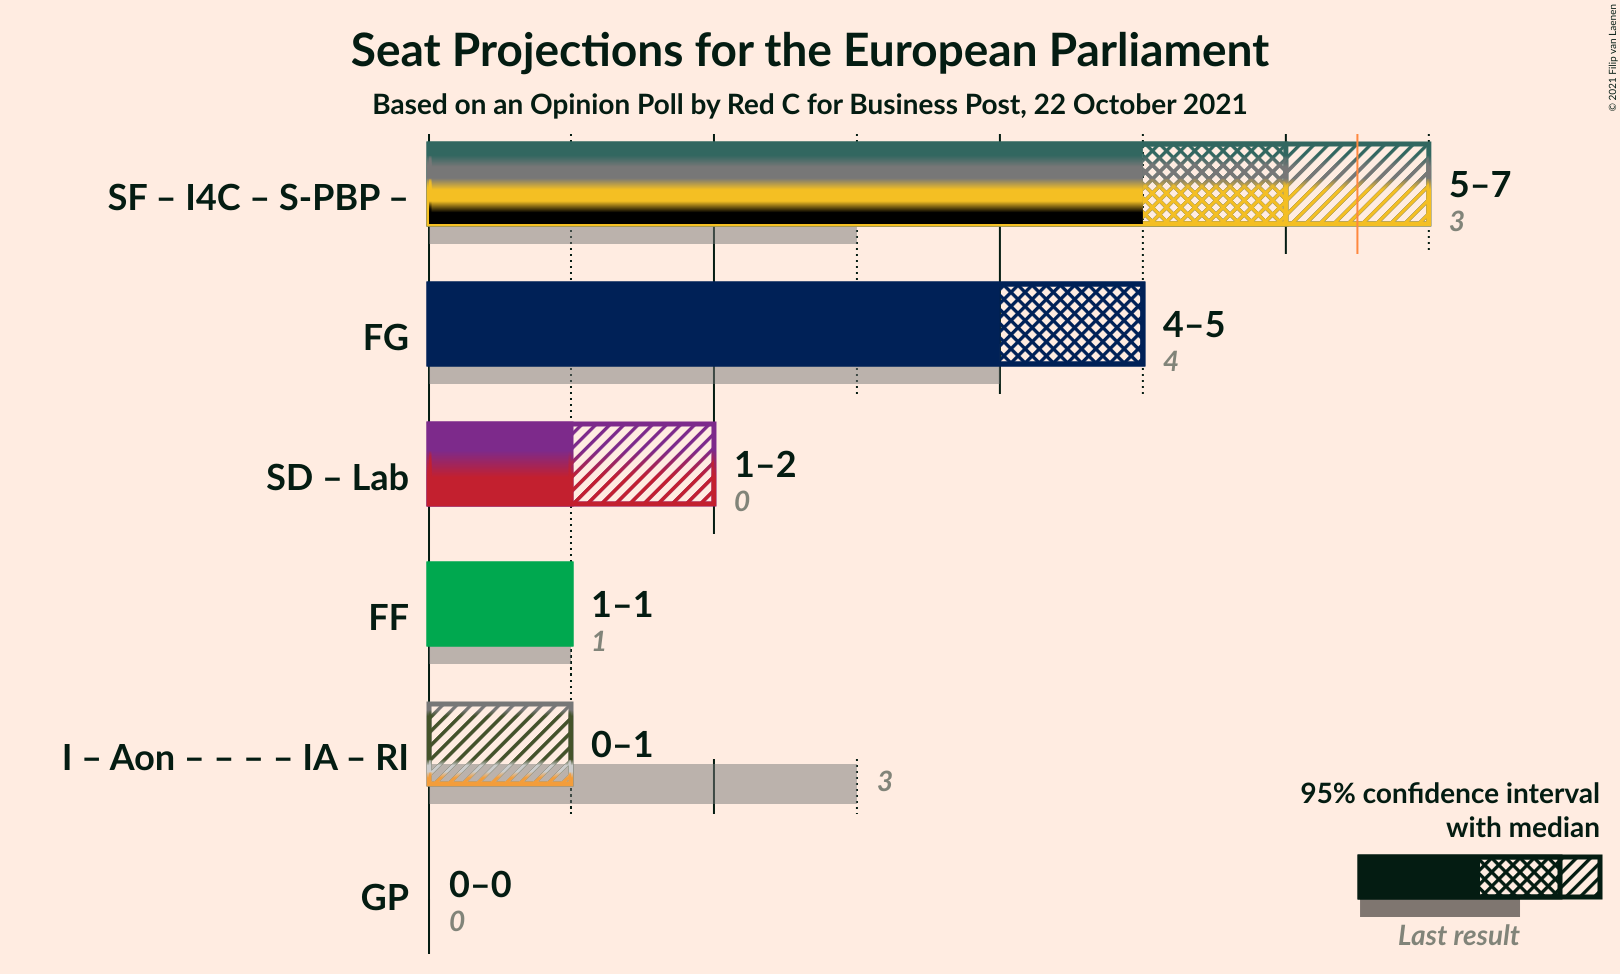 Seat Projections for the European Parliament
Based on an Opinion Poll by Red C for Business Post, 22 October 2021
© 2021 Filip van Laenen
SF – I4C – S-PBP –
5–7
3
FG
4–5
4
SD – Lab
1–2
0
FF
1–1
1
I – Aon – – – – IA – RI
0–1
3
GP
0–0
0
95% confidence interval
with median
Last result